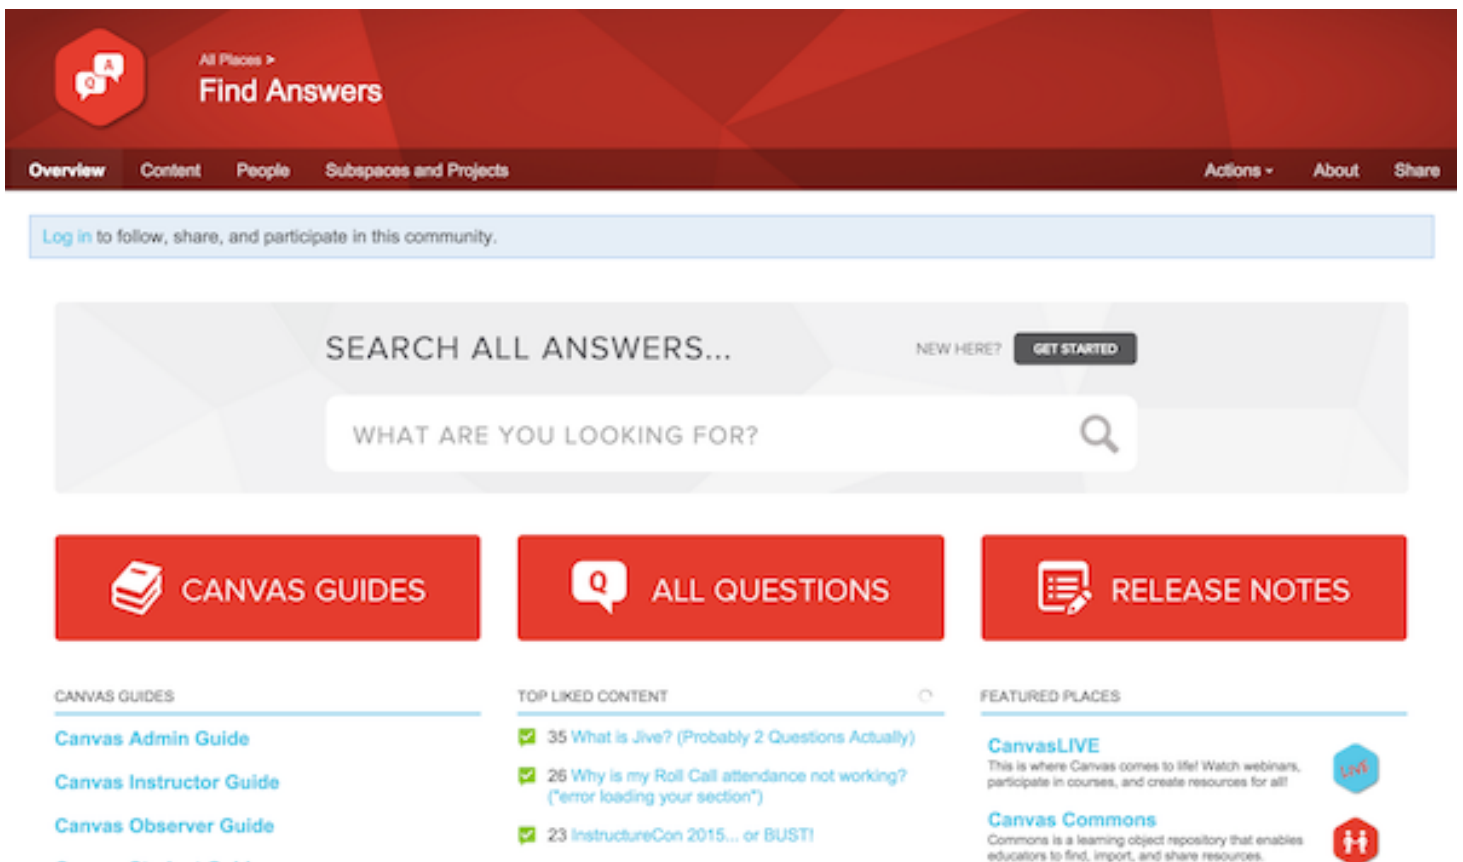 All Places >
Find Answers
Overview Content People Subspaces and Projects Actions About Share
Log in to follow, share, and participate in this community.
SEARCH ALL ANSWERS...
NEW HERE? GET STARTED
WHAT ARE YOU LOOKING FOR?
CANVAS GUIDES
ALL QUESTIONS
RELEASE NOTES
CANVAS GUIDES
Canvas Admin Guide
Canvas Instructor Guide
Canvas Observer Guide
TOP LIKED CONTENT
35 What is Jive? (Probably 2 Questions Actually)
26 Why is my Roll Call attendance not working?
("error loading your section")
23 InstructureCon 2015... or BUST!
FEATURED PLACES
CanvasLIVE
This is where Canvas comes to life! Watch webinars,
participate in courses, and create resources for all!
LIVE
Canvas Commons
Commons is a learning object repository that enables
educators to find, import, and share resources.